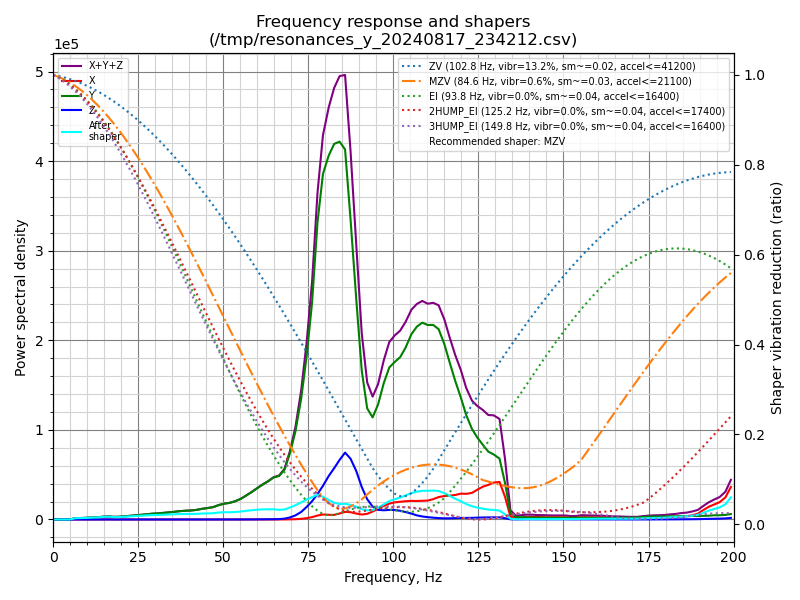 Frequency response and shapers
(/tmp/resonances_y_20240817_234212.csv)
1e5
X+Y+Z
X
Y
Z
After
shaper
ZV (102.8 Hz, vibr=13.2%, sm~=0.02, accel<=41200)
MZV (84.6 Hz, vibr=0.6%, sm~=0.03, accel<=21100)
EI (93.8 Hz, vibr=0.0%, sm~=0.04, accel<=16400)
2HUMP_EI (125.2 Hz, vibr=0.0%, sm~=0.04, accel<=17400)
3HUMP_EI (149.8 Hz, vibr=0.0%, sm~=0.04, accel<=16400)
Recommended shaper: MZV
Power spectral density
5
4
3
2
1
0
1.0
0.8
0.6
0.4
0.2
0.0
Shaper vibration reduction (ratio)
0 25 50 75 100 125 150 175 200
Frequency, Hz